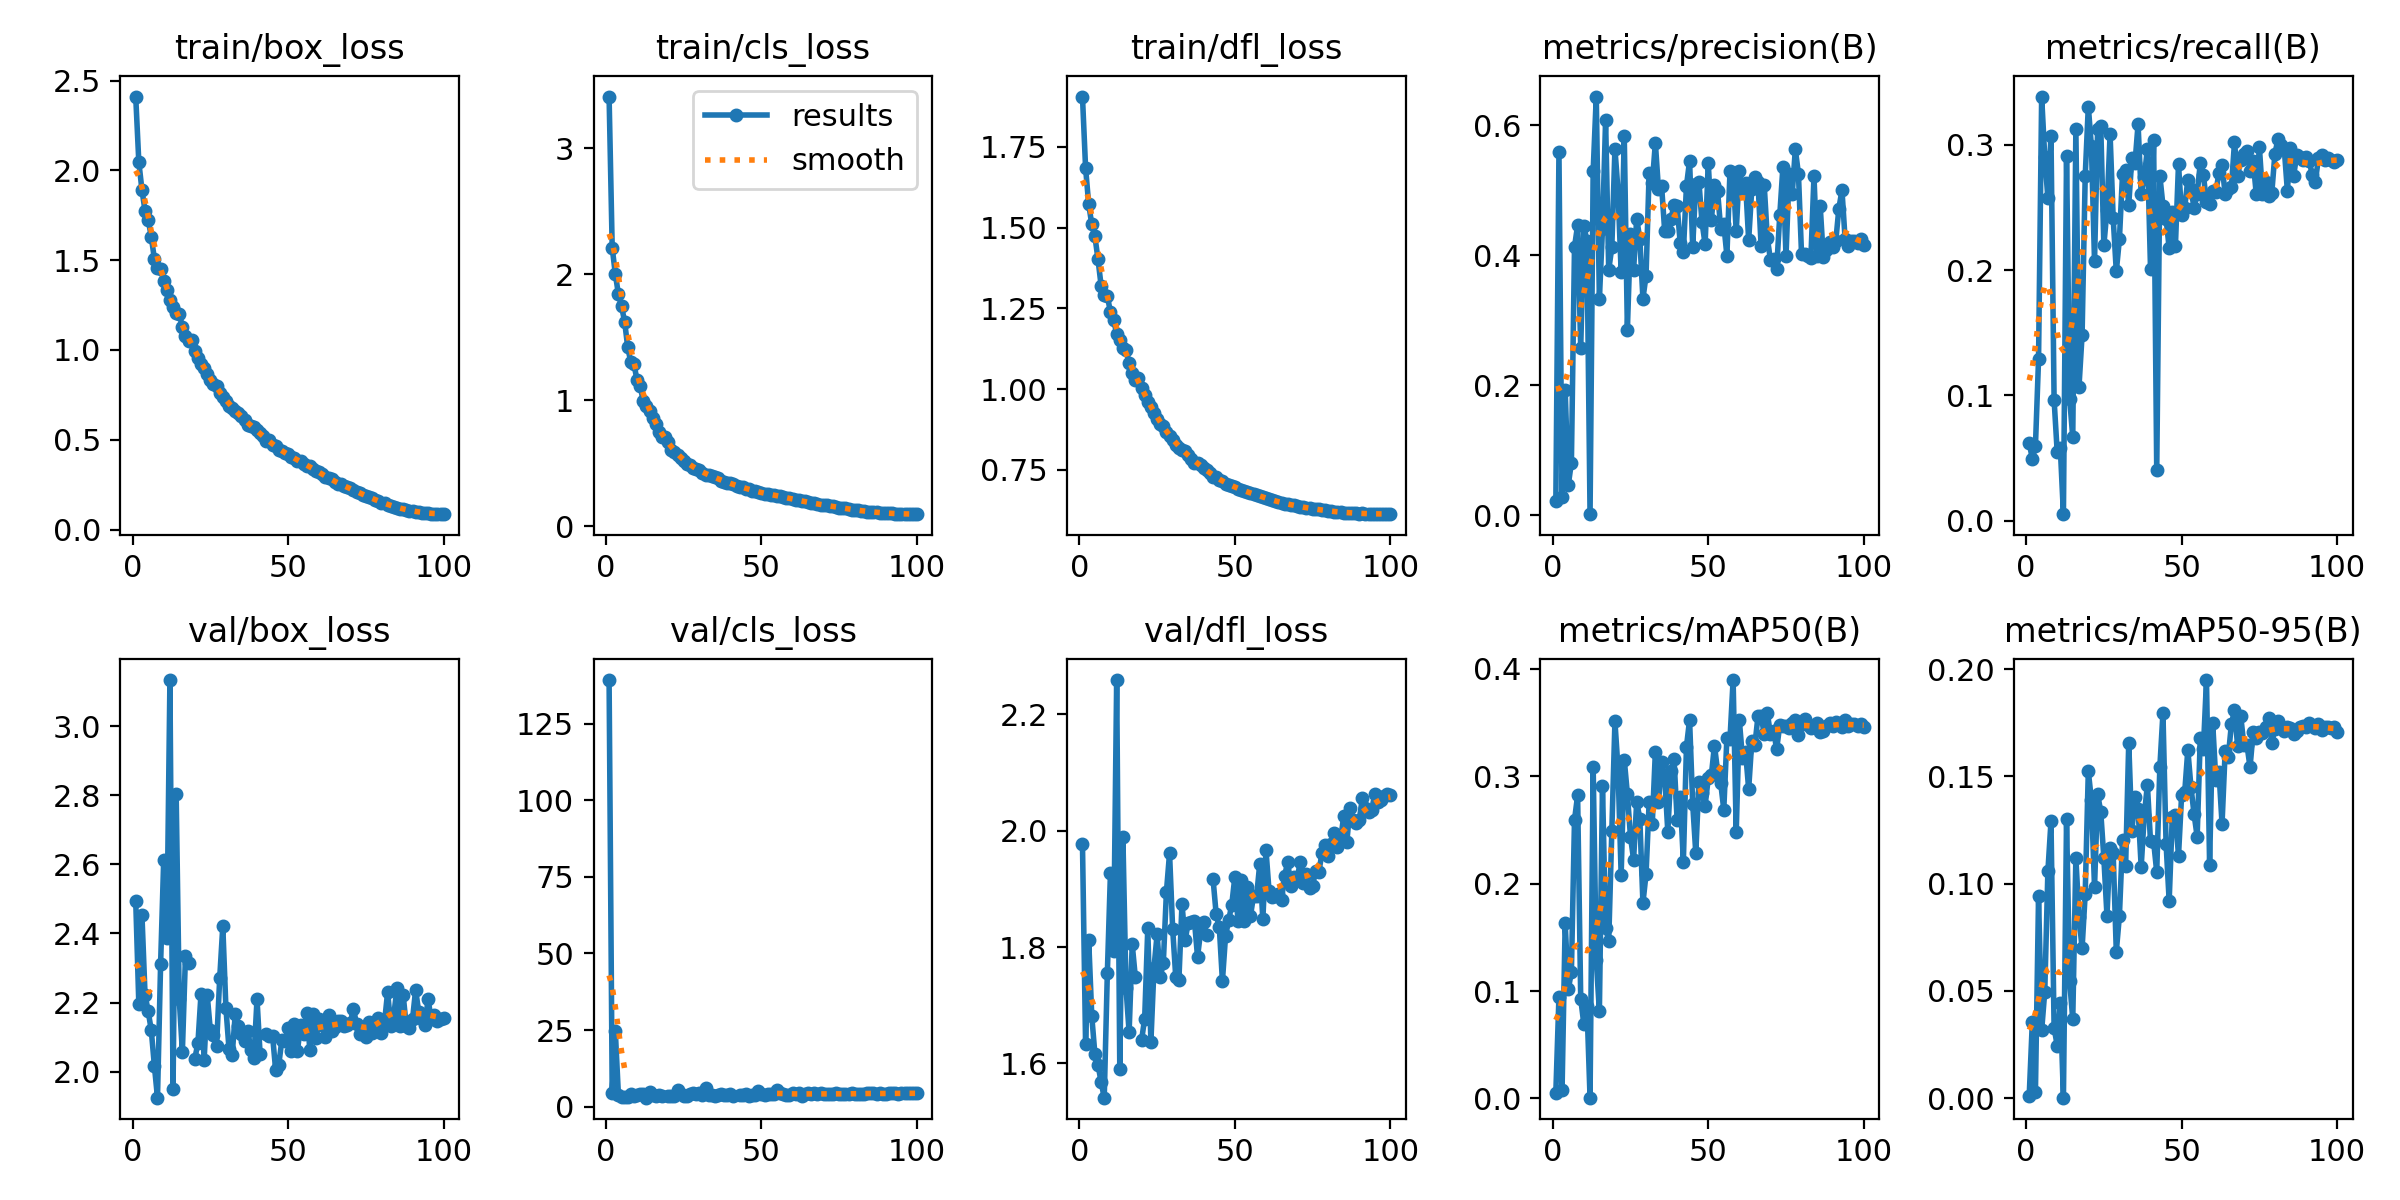 train/box_loss
2.5
2.0
1.5
1.0
0.5
0.0
0 50 100
train/cls_loss
results
smooth
3
2
1
0
0 50 100
train/dfl_loss
1.75
1.50
1.25
1.00
0.75
0 50 100
metrics/precision(B)
0.6
0.4
0.2
0.0
0 50 100
metrics/recall(B)
0.3
0.2
0.1
0.0
0 50 100
val/box_loss
3.0
2.8
2.6
2.4
2.2
2.0
0 50 100
val/cls_loss
125
100
75
50
25
0
0 50 100
val/dfl_loss
2.2
2.0
1.8
1.6
0 50 100
metrics/mAP50(B)
0.4
0.3
0.2
0.1
0.0
0 50 100
metrics/mAP50-95(B)
0.20
0.15
0.10
0.05
0.00
0 50 100